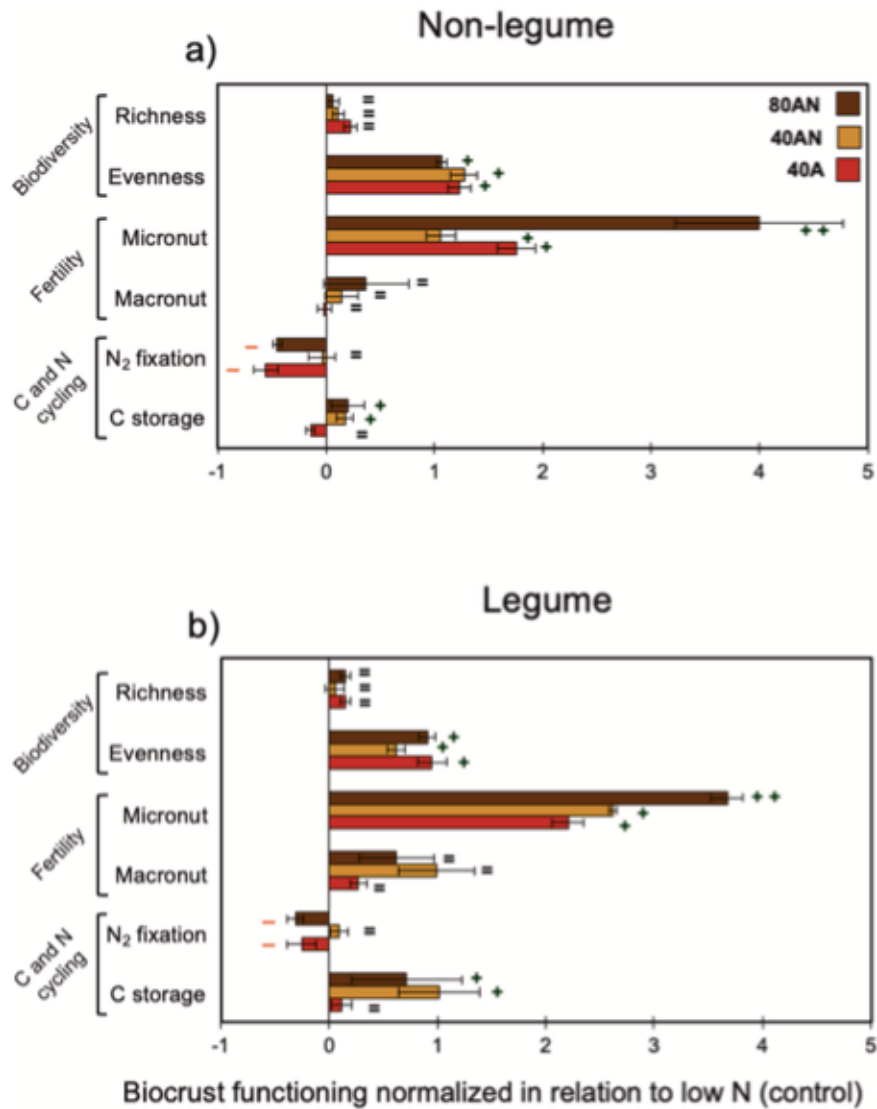 Non-legume
a)
80AN
40AN
40A
Biodiversity
Richness
=
=
=
Evenness
+
+
+
Fertility
Micronut
+ +
+
+
Macronut
=
=
=
C and N
cycling
N₂ fixation
–
=
–
C storage
+
+
=
-1 0 1 2 3 4 5
Legume
b)
Biodiversity
Richness
=
=
=
Evenness
+
+
+
Fertility
Micronut
+ +
+
+
Macronut
=
=
=
C and N
cycling
N₂ fixation
–
=
–
C storage
+
+
=
-1 0 1 2 3 4 5
Biocrust functioning normalized in relation to low N (control)